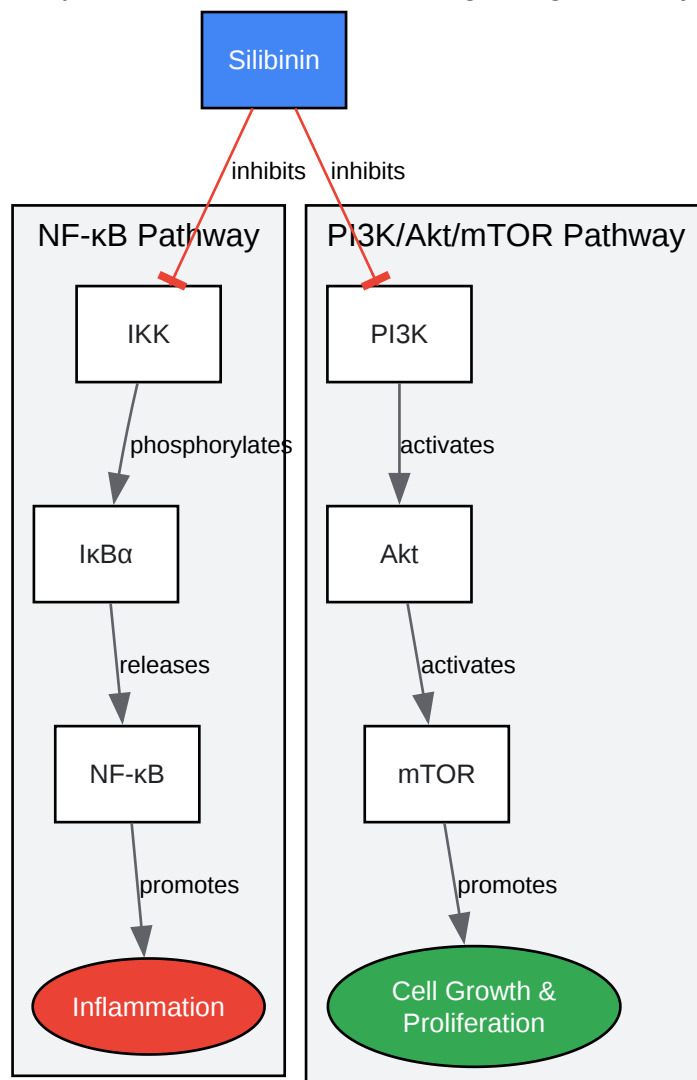 Silibinin
inhibits
inhibits
NF-κB Pathway
PI3K/Akt/mTOR Pathway
IKK
PI3K
phosphorylates
activates
IκBα
Akt
releases
activates
NF-κB
mTOR
promotes
promotes
Inflammation
Cell Growth &
Proliferation